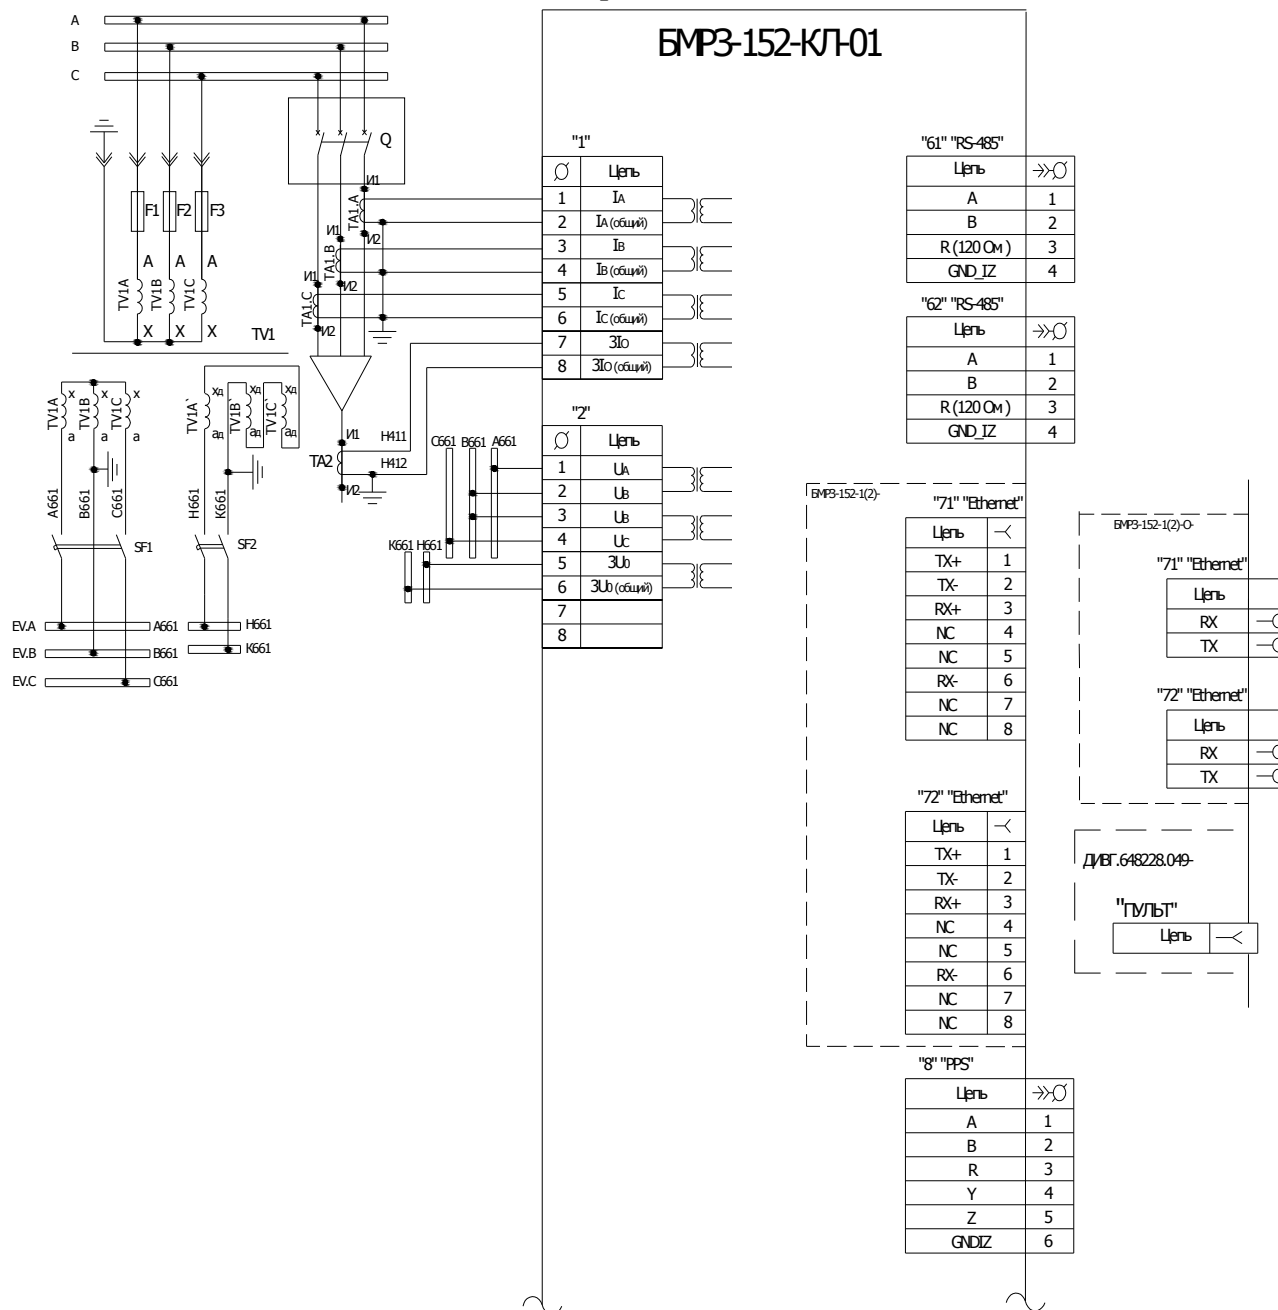 БМРЗ-152-КЛ-01
A
B
C
Q
F1
F2
F3
A
A
A
TV1A
TV1B
TV1C
X
X
X
TV1
И1
TA1.A
И2
И1
TA1.B
И2
И1
TA1.C
И2
"1"
Цепь
1 IA
2 IA (общий)
3 IB
4 IB (общий)
5 IC
6 IC (общий)
7 3IO
8 3IO (общий)
TV1A
TV1B
TV1C
x
x
x
a
a
a
TV1A`
TV1B`
TV1C`
xд
xд
xд
aд
aд
aд
A661
B661
C661
H661
K661
SF1
SF2
EV.A
A661
EV.B
B661
EV.C
C661
H661
K661
И1
TA2
И2
H411
H412
C661
B661
A661
K661
H661
"2"
Цепь
1 UA
2 UB
3 UB
4 UC
5 3U0
6 3U0 (общий)
7
8
"61" "RS-485"
Цепь
A 1
B 2
R (120 Ом) 3
GND_IZ 4
"62" "RS-485"
Цепь
A 1
B 2
R (120 Ом) 3
GND_IZ 4
БМРЗ-152-1(2)-
"71" "Ethernet"
Цепь
TX+ 1
TX- 2
RX+ 3
NC 4
NC 5
RX- 6
NC 7
NC 8
"72" "Ethernet"
Цепь
TX+ 1
TX- 2
RX+ 3
NC 4
NC 5
RX- 6
NC 7
NC 8
"8" "PPS"
Цепь
A 1
B 2
R 3
Y 4
Z 5
GNDIZ 6
БМРЗ-152-1(2)-О-
"71" "Ethernet"
Цепь
RX
TX
"72" "Ethernet"
Цепь
RX
TX
ДИВГ.648228.049-
"ПУЛЬТ"
Цепь